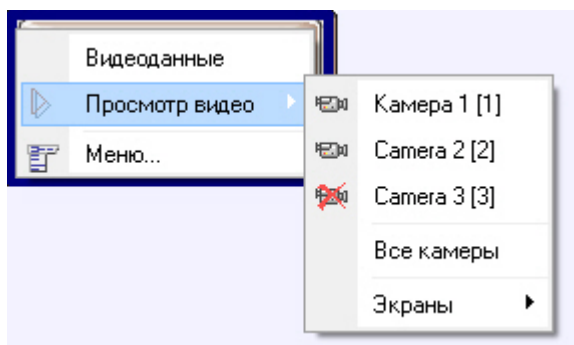 Видеоданные
Просмотр видео
Меню...
Камера 1 [1]
Camera 2 [2]
Camera 3 [3]
Все камеры
Экраны